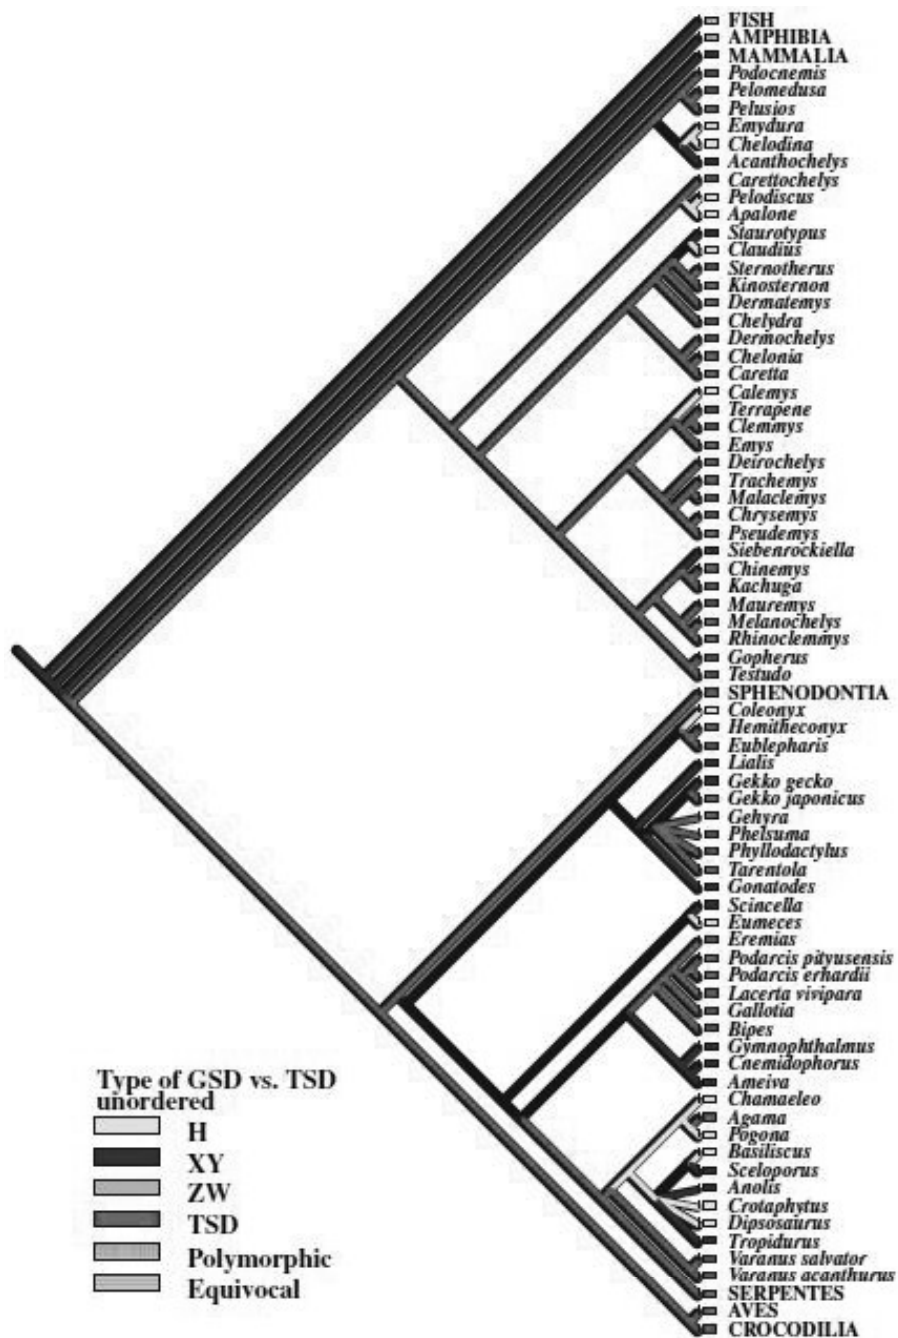 FISH
AMPHIBIA
MAMMALIA
Podocnemis
Pelomedusa
Pelusios
Emydura
Chelodina
Acanthochelys
Carettochelys
Pelodiscus
Apalone
Staurotypus
Claudius
Sternotherus
Kinosternon
Dermatemys
Chelydra
Dermochelys
Chelonia
Caretta
Calemys
Terrapene
Clemmys
Emys
Deirochelys
Trachemys
Malaclemys
Chrysemys
Pseudemys
Siebenrockiella
Chinemys
Kachuga
Mauremys
Melanochelys
Rhinoclemmys
Gopherus
Testudo
SPHENODONTIA
Coleonyx
Hemitheconyx
Eublepharis
Lialis
Gekko gecko
Gekko japonicus
Gehyra
Phelsuma
Phyllodactylus
Tarentola
Gonatodes
Scincella
Eumeces
Eremias
Podarcis pityusensis
Podarcis erhardii
Lacerta vivipara
Gallotia
Bipes
Gymnophthalmus
Cnemidophorus
Ameiva
Chamaeleo
Agama
Pogona
Basiliscus
Sceloporus
Anolis
Crotaphytus
Dipsosaurus
Tropidurus
Varanus salvator
Varanus acanthurus
SERPENTES
AVES
CROCODILIA
Type of GSD vs. TSD
unordered
H
XY
ZW
TSD
Polymorphic
Equivocal